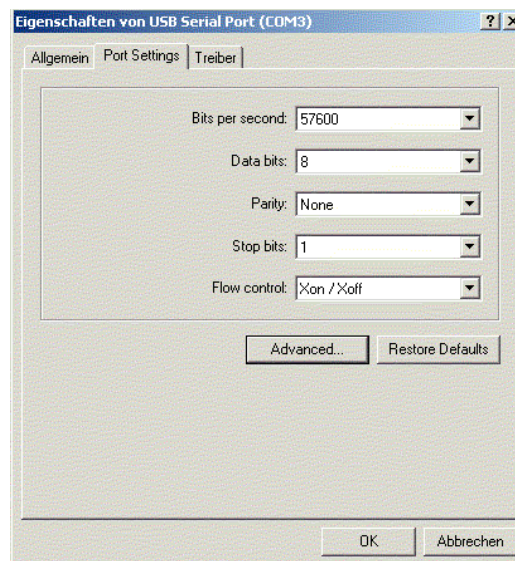 Eigenschaften von USB Serial Port (COM3)
Allgemein Port Settings Treiber
Bits per second: 57600
Data bits: 8
Parity: None
Stop bits: 1
Flow control: Xon / Xoff
Advanced... Restore Defaults
OK Abbrechen